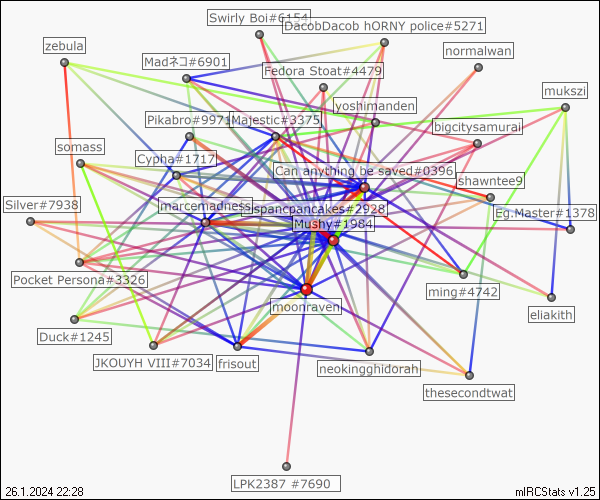 Swirly Boi#6154
DacobDacob hORNY police#5271
zebula
normalwan
Madネコ#6901
Fedora Stoat#4479
mukszi
yoshimanden
Pikabro#9971
Majestic#3375
bigcitysamurai
somass
Cypha#1717
Can anything be saved#0396
shawntee9
Silver#7938
marcemadness
ispancpancakes#2928
Eg.Master#1378
Mushy#1984
Pocket Persona#3326
ming#4742
moonraven
eliakith
Duck#1245
JKOUYH VIII#7034
frisout
neokingghidorah
thesecondtwat
LPK2387 #7690
26.1.2024 22:28
mIRCStats v1.25